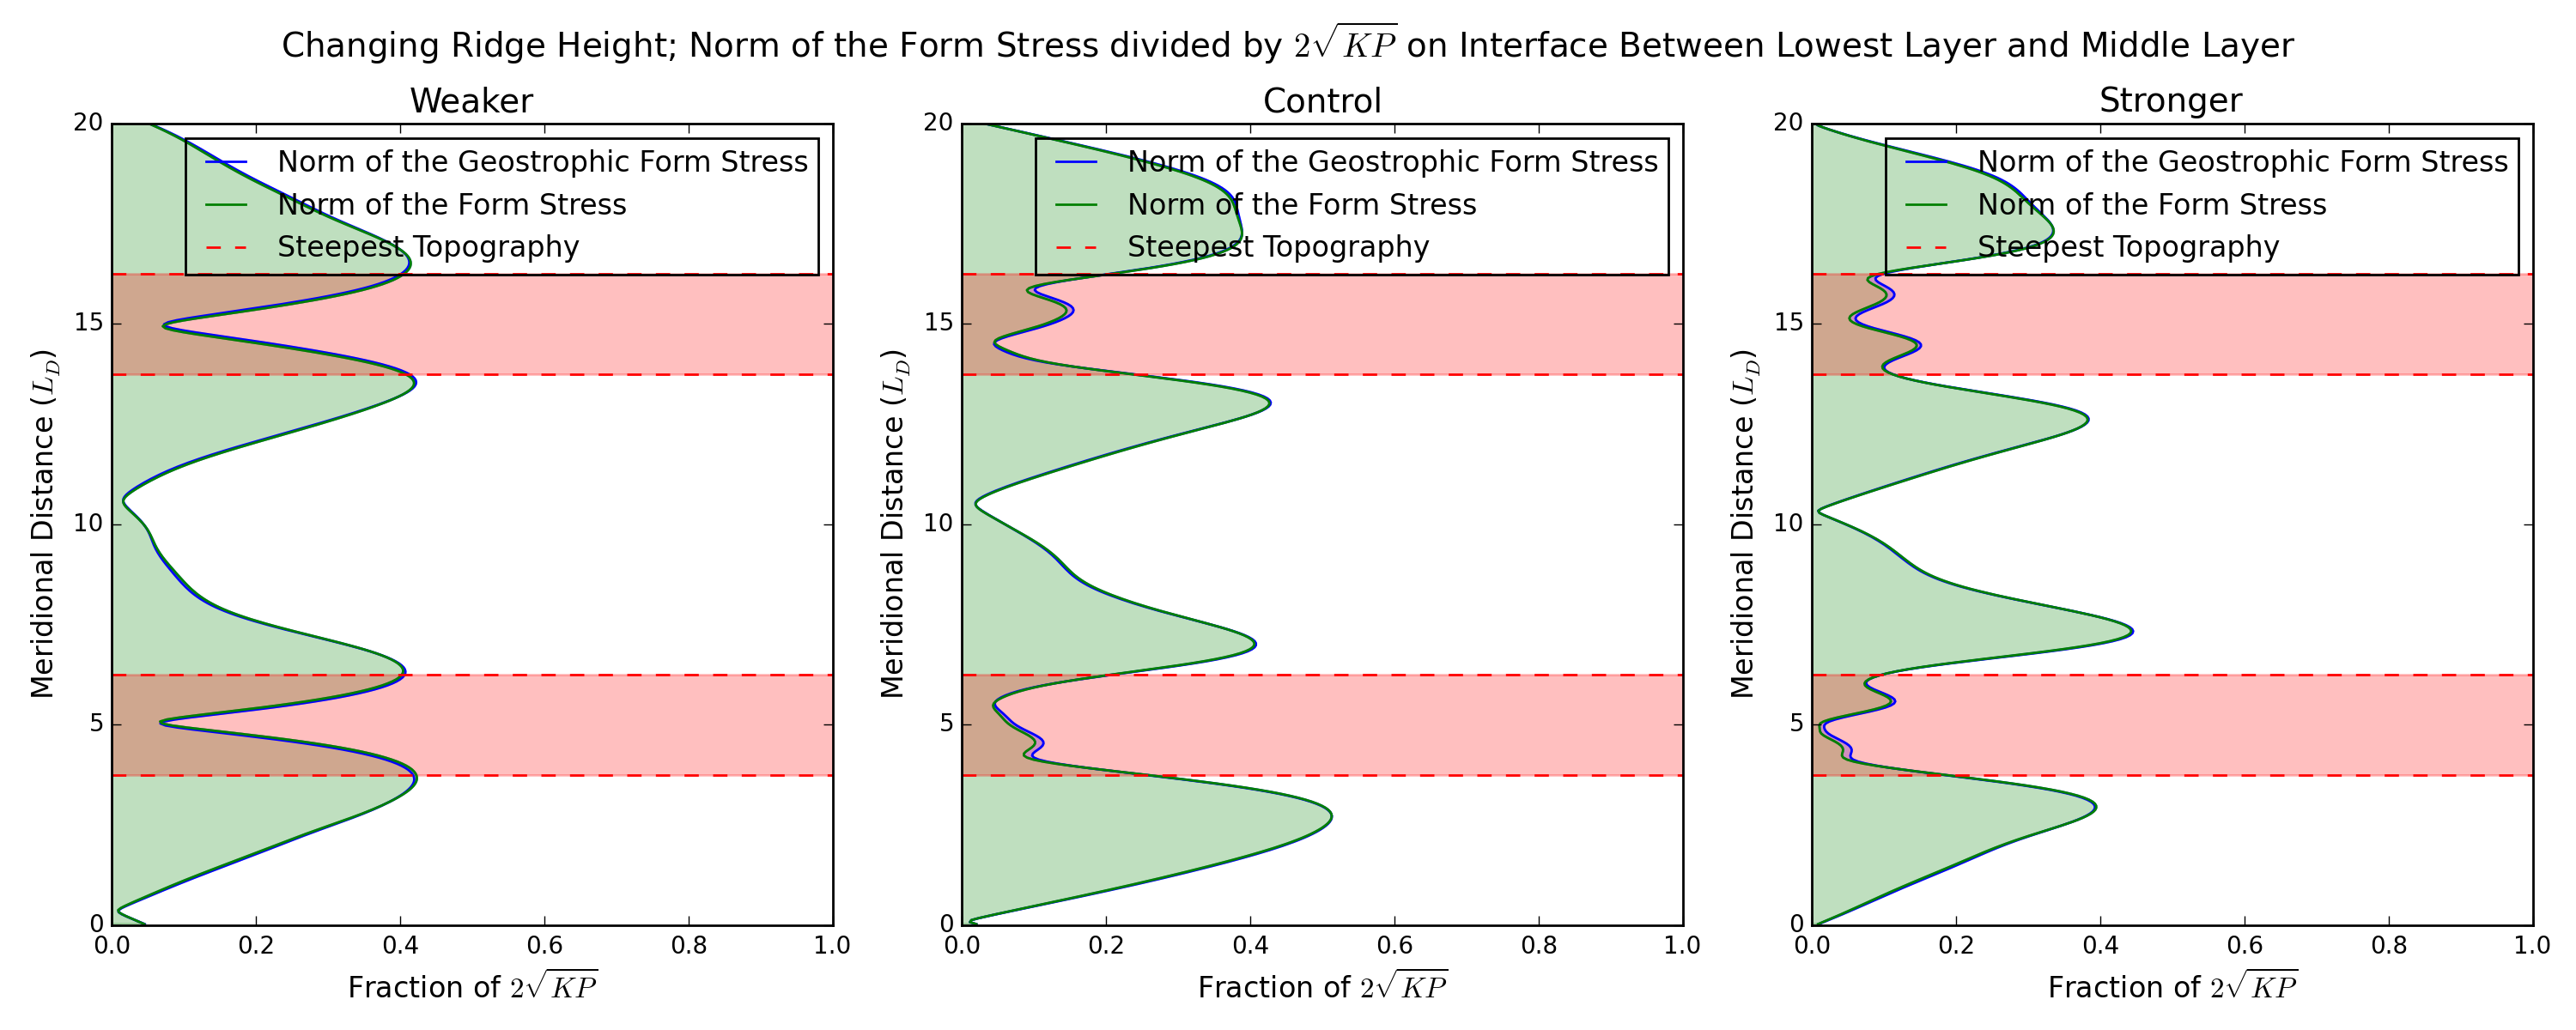 Changing Ridge Height; Norm of the Form Stress divided by 2√KP on Interface Between Lowest Layer and Middle Layer
Weaker
20
15
10
5
0
0.0 0.2 0.4 0.6 0.8 1.0
Meridional Distance (L_D)
Fraction of 2√KP
Norm of the Geostrophic Form Stress
Norm of the Form Stress
Steepest Topography
Control
20
15
10
5
0
0.0 0.2 0.4 0.6 0.8 1.0
Meridional Distance (L_D)
Fraction of 2√KP
Norm of the Geostrophic Form Stress
Norm of the Form Stress
Steepest Topography
Stronger
20
15
10
5
0
0.0 0.2 0.4 0.6 0.8 1.0
Meridional Distance (L_D)
Fraction of 2√KP
Norm of the Geostrophic Form Stress
Norm of the Form Stress
Steepest Topography